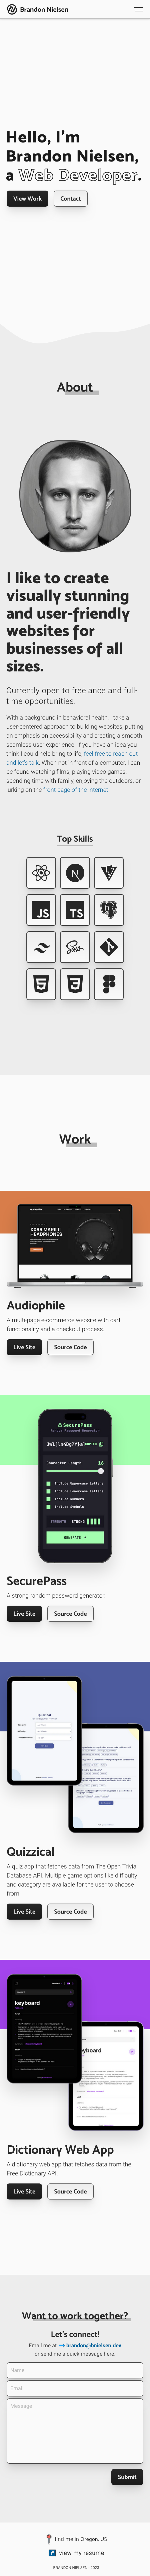 Brandon Nielsen
Hello, I'm
Brandon Nielsen,
a Web Developer.
View Work
Contact
About
I like to create
visually stunning
and user-friendly
websites for
businesses of all
sizes.
Currently open to freelance and full-
time opportunities.
With a background in behavioral health, I take a
user-centered approach to building websites, putting
an emphasis on accessibility and creating a smooth
seamless user experience. If you have an idea you
think I could help bring to life, feel free to reach out
and let's talk. When not in front of a computer, I can
be found watching films, playing video games,
spending time with family, enjoying the outdoors, or
lurking on the front page of the internet.
Top Skills
JS
TS
Sass
Work
XX99 MARK II
HEADPHONES
Audiophile
A multi-page e-commerce website with cart
functionality and a checkout process.
Live Site
Source Code
SecurePass
Random Password Generator
COPIED
Character Length
16
Include Uppercase Letters
Include Lowercase Letters
Include Numbers
Include Symbols
STRENGTH
STRONG
GENERATE
SecurePass
A strong random password generator.
Live Site
Source Code
Quizzical
Quizzical
A quiz app that fetches data from The Open Trivia
Database API. Multiple game options like difficulty
and category are available for the user to choose
from.
Live Site
Source Code
keyboard
keyboard
Dictionary Web App
A dictionary web app that fetches data from the
Free Dictionary API.
Live Site
Source Code
Want to work together?
Let's connect!
Email me at brandon@bnielsen.dev
or send me a quick message here:
Name
Email
Message
Submit
find me in Oregon, US
view my resume
BRANDON NIELSEN - 2023